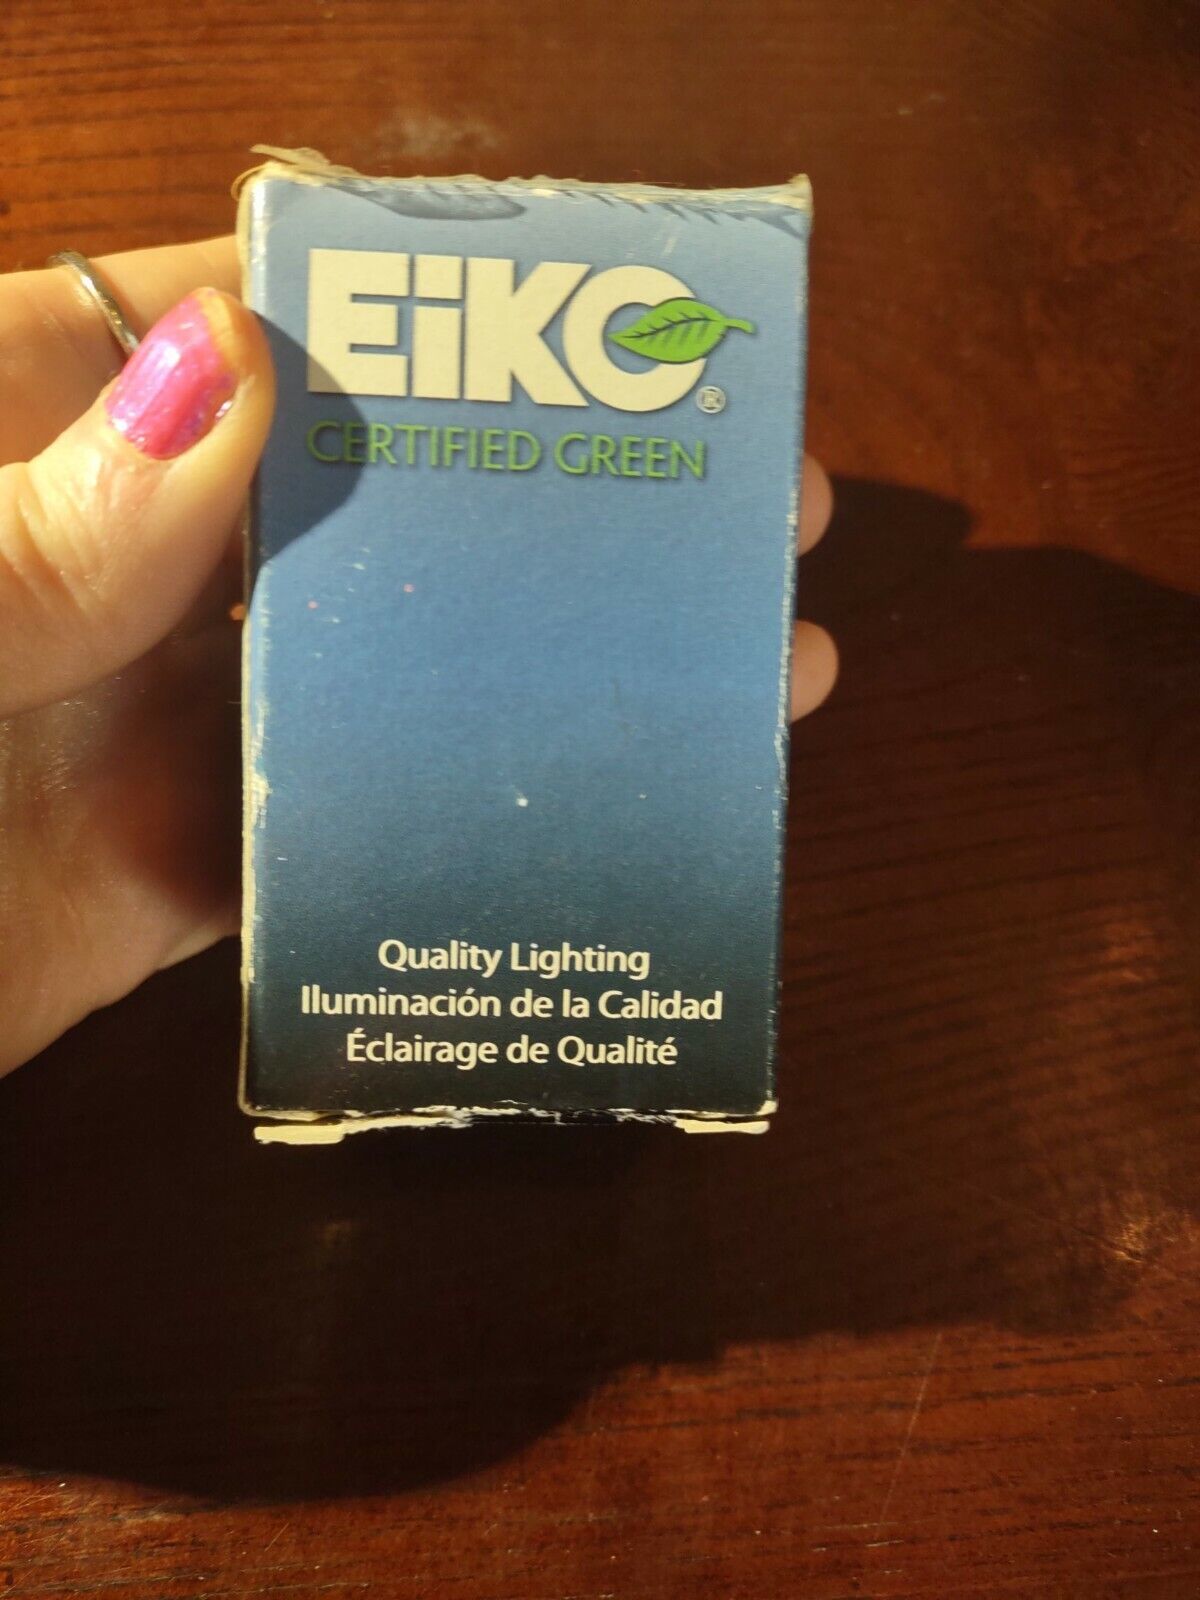 EiKO®
CERTIFIED GREEN
Quality Lighting
Iluminación de la Calidad
Éclairage de Qualité